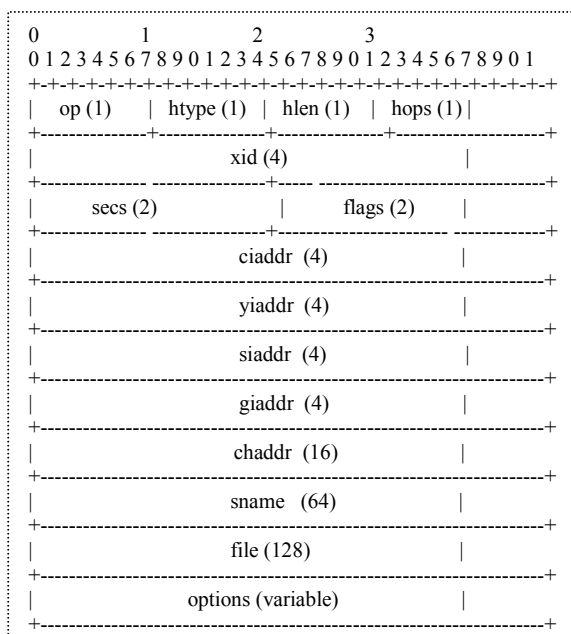 0 1 2 3
0 1 2 3 4 5 6 7 8 9 0 1 2 3 4 5 6 7 8 9 0 1 2 3 4 5 6 7 8 9 0 1
+-+-+-+-+-+-+-+-+-+-+-+-+-+-+-+-+-+-+-+-+-+-+-+-+-+-+-+-+-+-+-+
| op (1) | htype (1) | hlen (1) | hops (1) |
+---------------+---------------+---------------+---------------+
| xid (4) |
+--------------- ---------------+----- ------------------------------+
| secs (2) | flags (2) |
+--------------- ---------------+----------------------- ------------+
| ciaddr (4) |
+---------------------------------------------------------------+
| yiaddr (4) |
+---------------------------------------------------------------+
| siaddr (4) |
+---------------------------------------------------------------+
| giaddr (4) |
+---------------------------------------------------------------+
| chaddr (16) |
+---------------------------------------------------------------+
| sname (64) |
+---------------------------------------------------------------+
| file (128) |
+---------------------------------------------------------------+
| options (variable) |
+---------------------------------------------------------------+